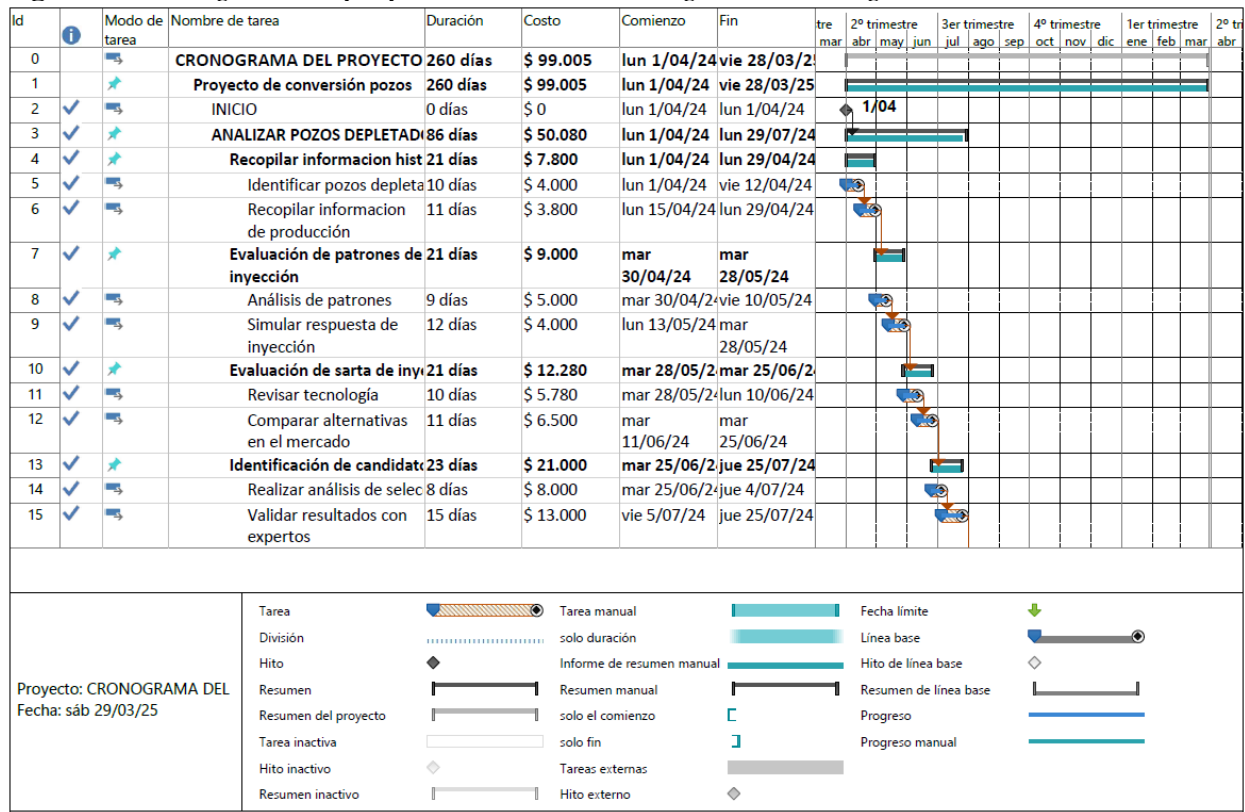 Id Modo de tarea Nombre de tarea Duración Costo Comienzo Fin
tre 2º trimestre 3er trimestre 4º trimestre 1er trimestre 2º tri
mar abr may jun jul ago sep oct nov dic ene feb mar abr
0 CRONOGRAMA DEL PROYECTO 260 días $ 99.005 lun 1/04/24 vie 28/03/25
1 Proyecto de conversión pozos 260 días $ 99.005 lun 1/04/24 vie 28/03/25
2 INICIO 0 días $ 0 lun 1/04/24 lun 1/04/24 1/04
3 ANALIZAR POZOS DEPLETAD 86 días $ 50.080 lun 1/04/24 lun 29/07/24
4 Recopilar informacion hist 21 días $ 7.800 lun 1/04/24 lun 29/04/24
5 Identificar pozos depleta 10 días $ 4.000 lun 1/04/24 vie 12/04/24
6 Recopilar informacion de producción 11 días $ 3.800 lun 15/04/24 lun 29/04/24
7 Evaluación de patrones de inyección 21 días $ 9.000 mar 30/04/24 mar 28/05/24
8 Análisis de patrones 9 días $ 5.000 mar 30/04/24 vie 10/05/24
9 Simular respuesta de inyección 12 días $ 4.000 lun 13/05/24 mar 28/05/24
10 Evaluación de sarta de iny 21 días $ 12.280 mar 28/05/2 mar 25/06/2
11 Revisar tecnología 10 días $ 5.780 mar 28/05/24 lun 10/06/24
12 Comparar alternativas en el mercado 11 días $ 6.500 mar 11/06/24 mar 25/06/24
13 Identificación de candidat 23 días $ 21.000 mar 25/06/2 jue 25/07/24
14 Realizar análisis de selec 8 días $ 8.000 mar 25/06/24 jue 4/07/24
15 Validar resultados con expertos 15 días $ 13.000 vie 5/07/24 jue 25/07/24
Proyecto: CRONOGRAMA DEL
Fecha: sáb 29/03/25
Tarea
División
Hito
Resumen
Resumen del proyecto
Tarea inactiva
Hito inactivo
Resumen inactivo
Tarea manual
solo duración
Informe de resumen manual
Resumen manual
solo el comienzo
solo fin
Tareas externas
Hito externo
Fecha límite
Línea base
Hito de línea base
Resumen de línea base
Progreso
Progreso manual